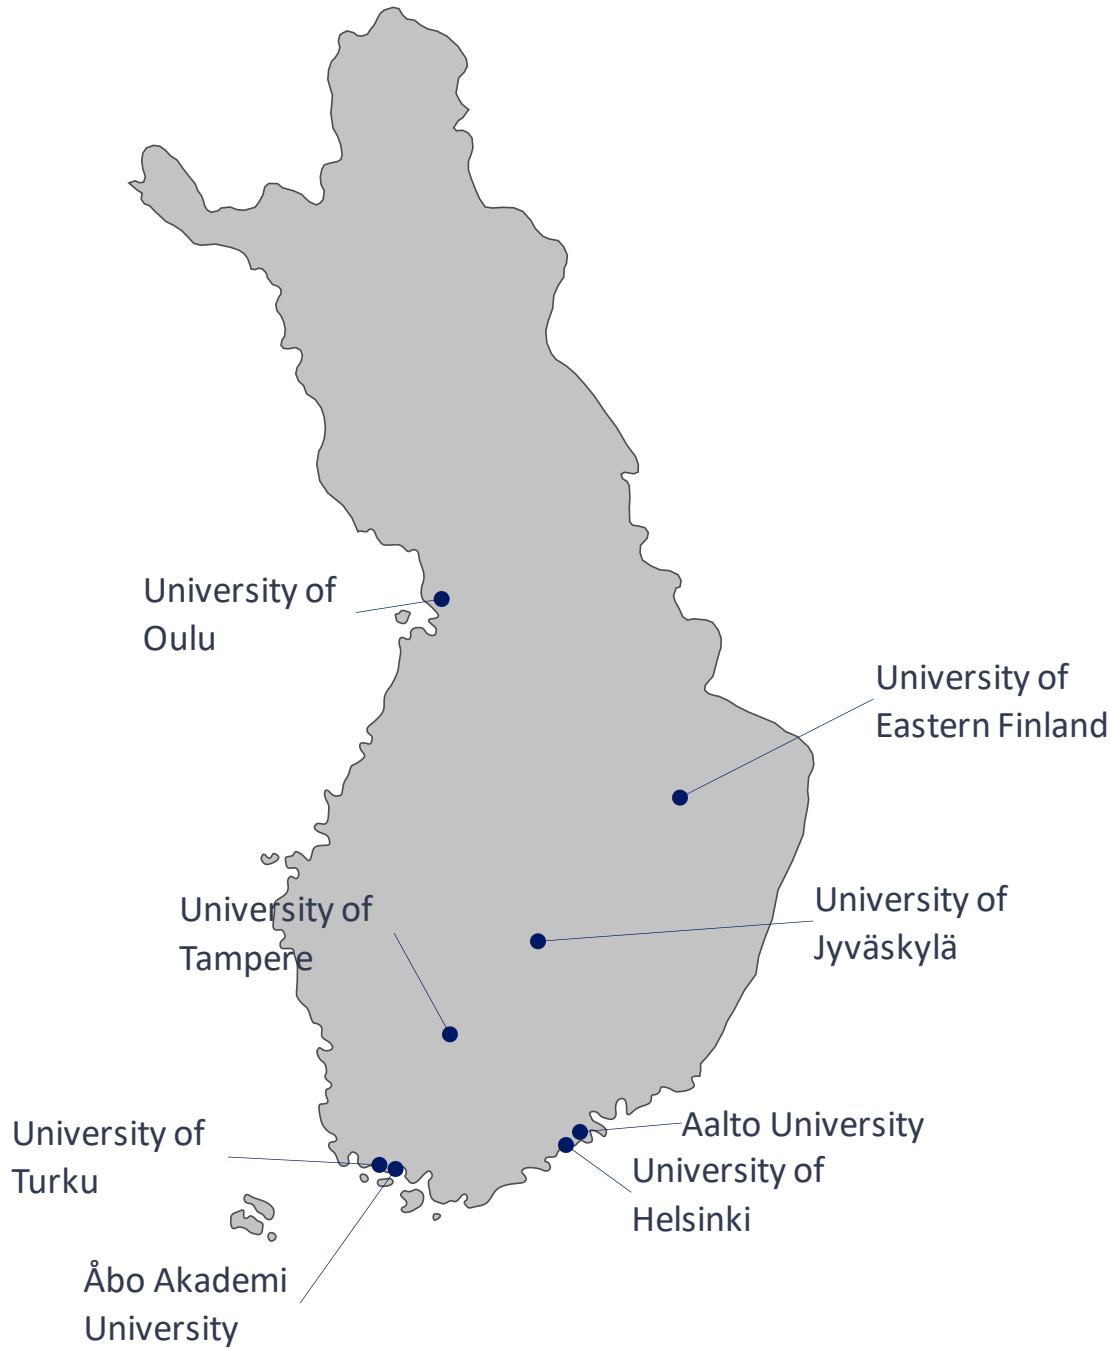 University of
Oulu
University of
Eastern Finland
University of
Tampere
University of
Jyväskylä
University of
Turku
Aalto University
University of
Helsinki
Åbo Akademi
University